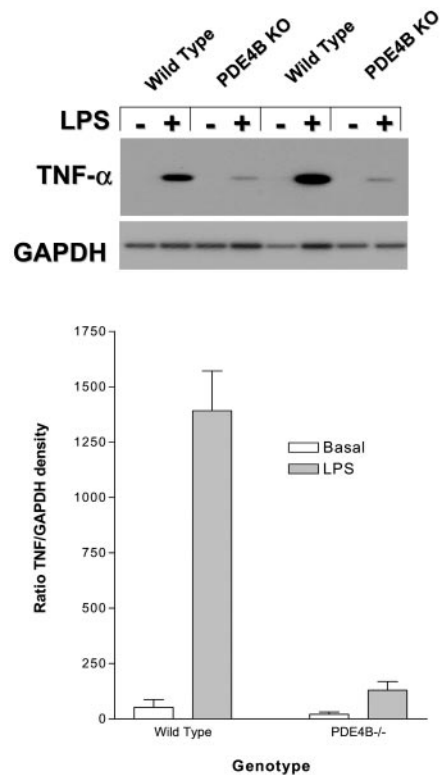 Wild Type PDE4B KO Wild Type PDE4B KO
LPS - + - + - + - +
TNF-α
GAPDH
1750
1500
1250
1000
750
500
250
0
Ratio TNF/GAPDH density
Basal
LPS
Wild Type PDE4B-/-
Genotype